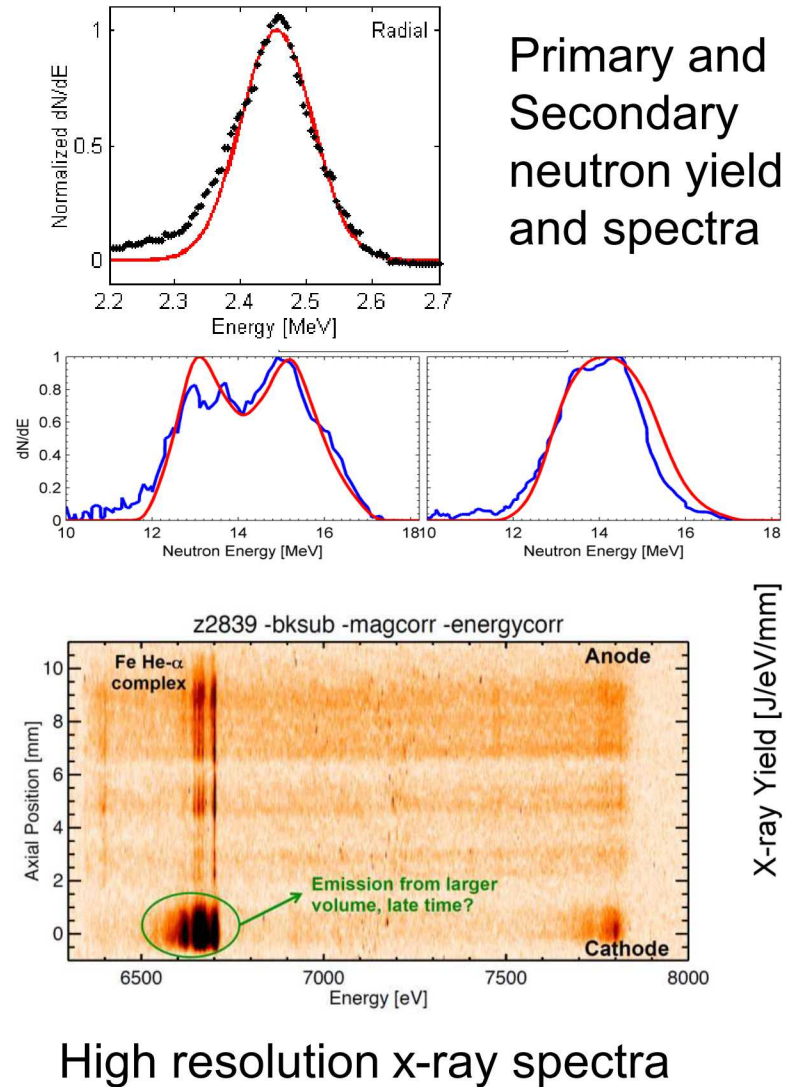 Radial
Primary and
Secondary
neutron yield
and spectra
Normalized dN/dE
1
0.5
0
2.2 2.3 2.4 2.5 2.6 2.7
Energy [MeV]
dN/dE
1
0.8
0.6
0.4
0.2
0
10 12 14 16 18
Neutron Energy [MeV]
10 12 14 16 18
Neutron Energy [MeV]
z2839 -bksub -magcorr -energycorr
Fe He-α
complex
Anode
Axial Position [mm]
10
8
6
4
2
0
Emission from larger
volume, late time?
Cathode
6500 7000 7500 8000
Energy [eV]
X-ray Yield [J/eV/mm]
High resolution x-ray spectra